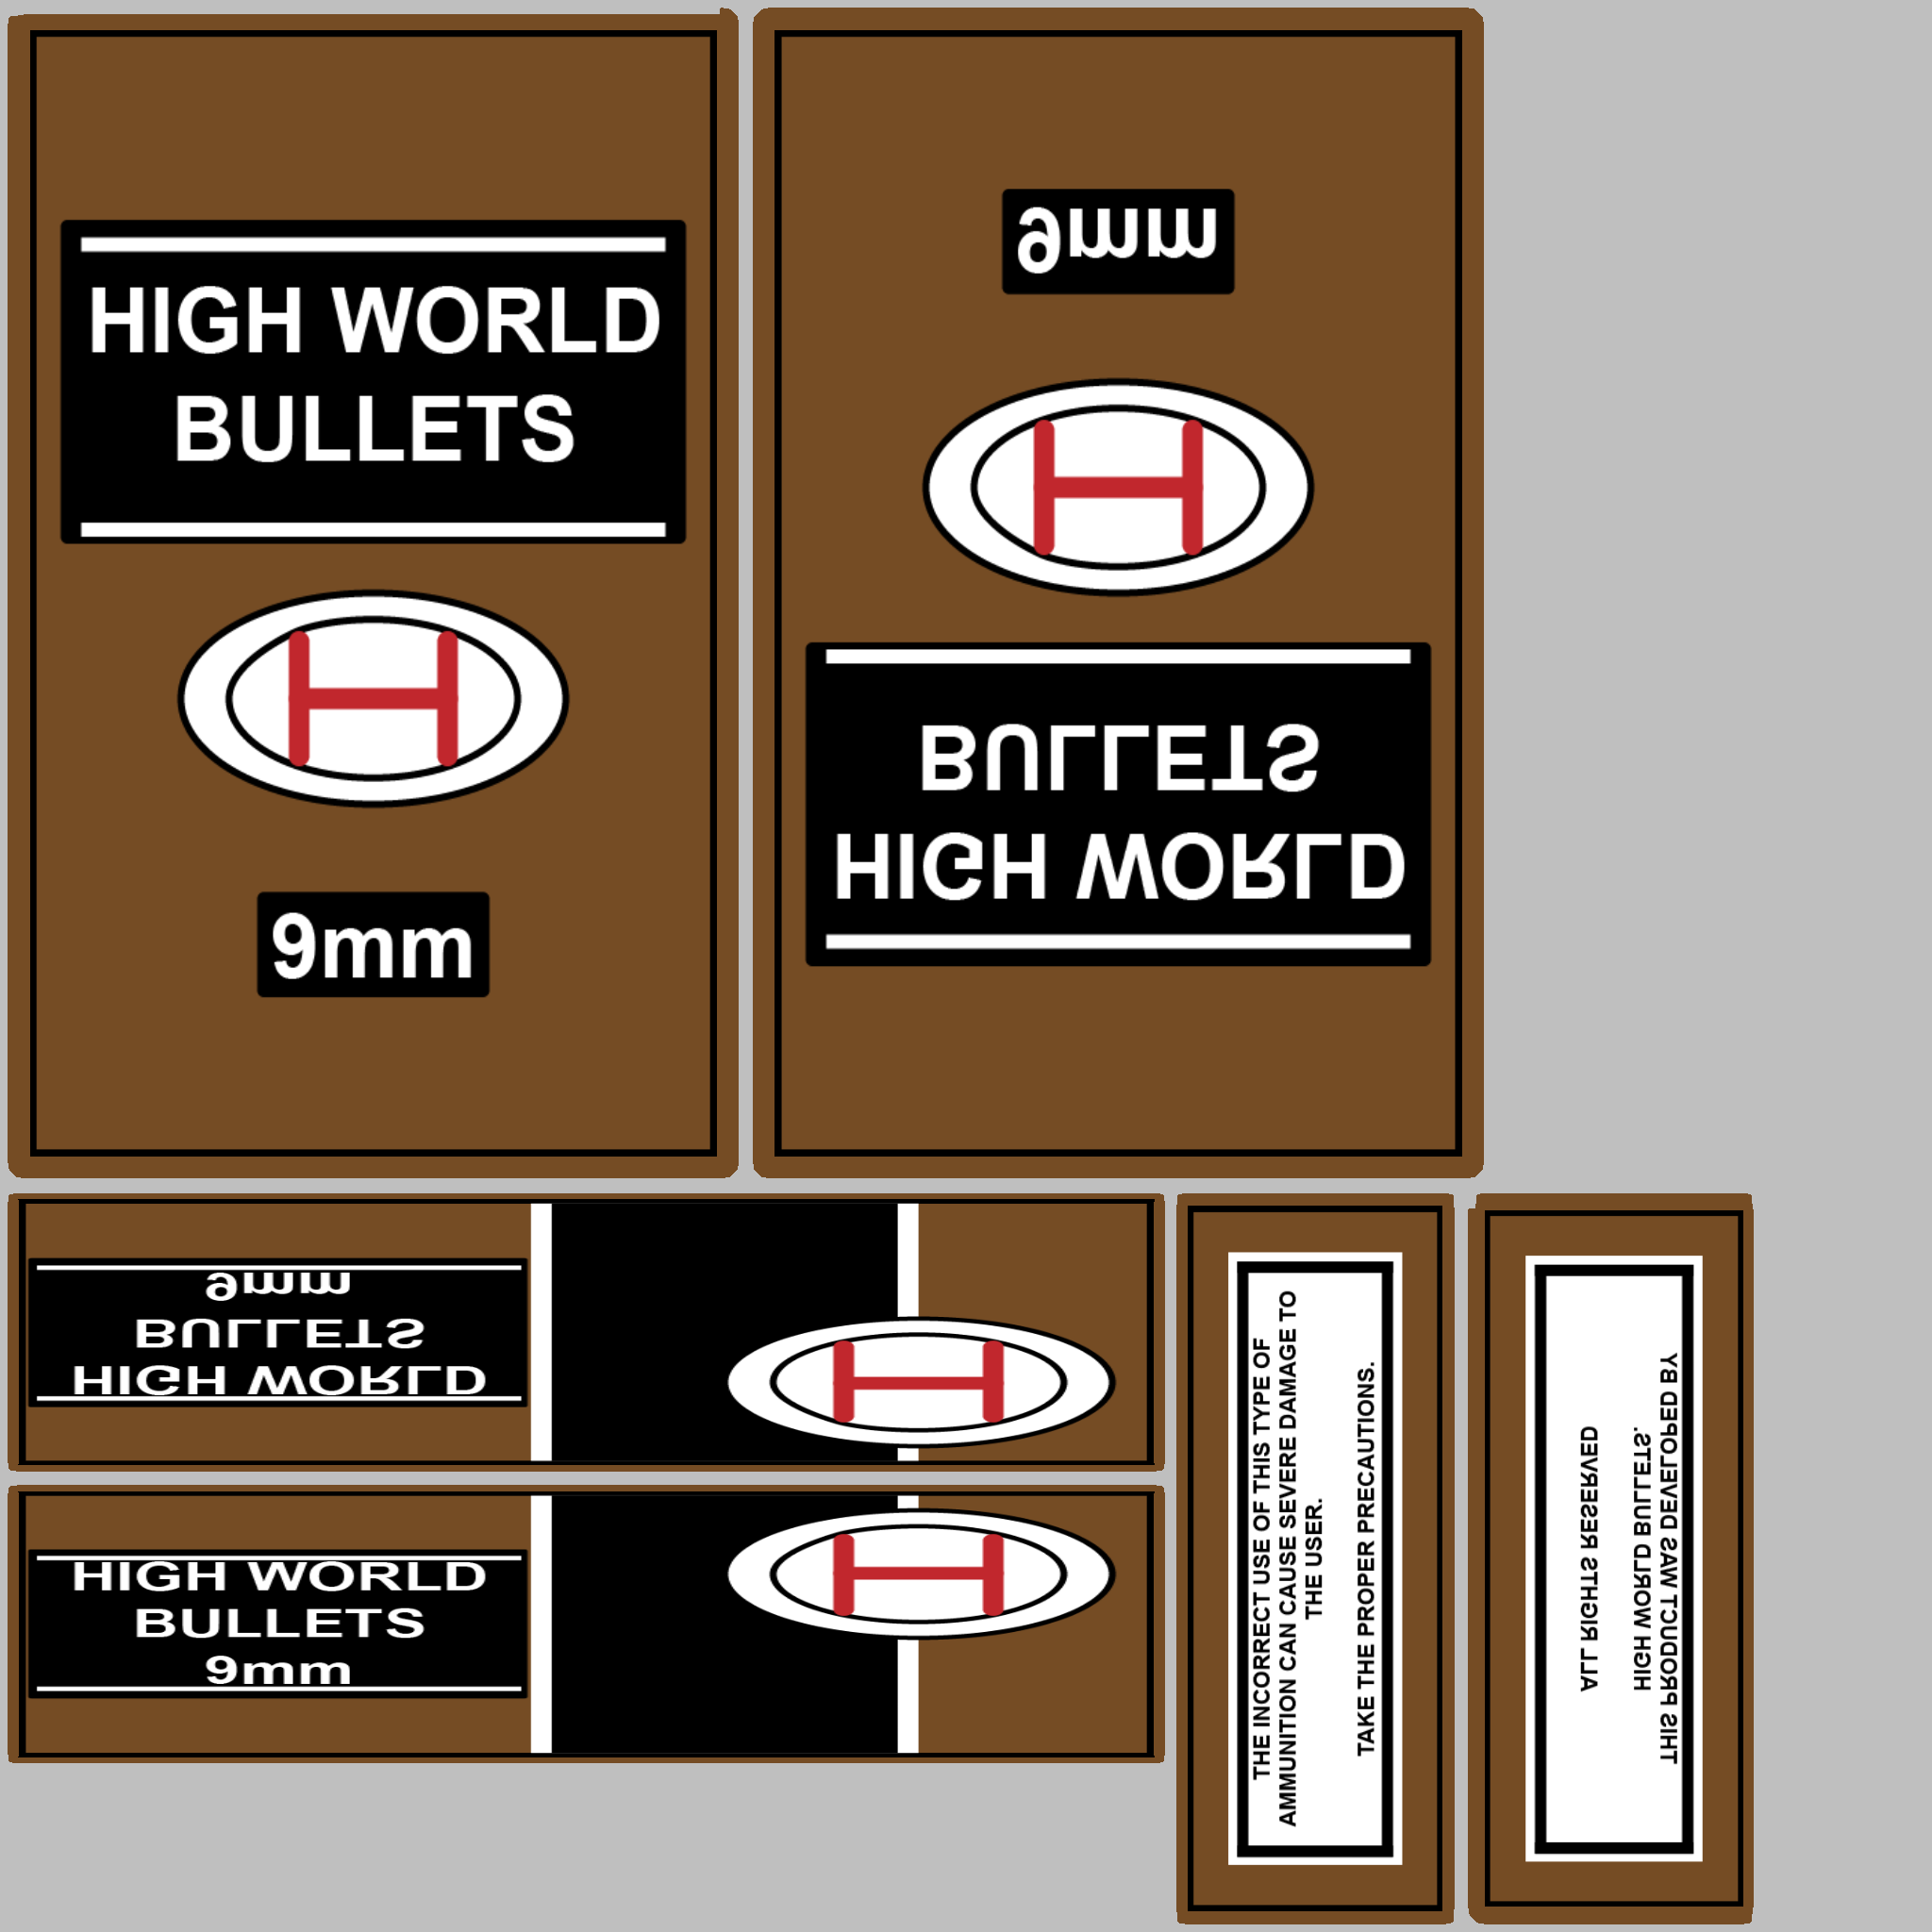 HIGH WORLD
BULLETS
H
9mm
9mm
H
BULLETS
HIGH WORLD
9mm
BULLETS
HIGH WORLD
H
HIGH WORLD
BULLETS
9mm
H
THE INCORRECT USE OF THIS TYPE OF
AMMUNITION CAN CAUSE SEVERE DAMAGE TO
THE USER.
TAKE THE PROPER PRECAUTIONS.
THIS PRODUCT WAS DEVELOPED BY
HIGH WORLD BULLETS.
ALL RIGHTS RESERVED